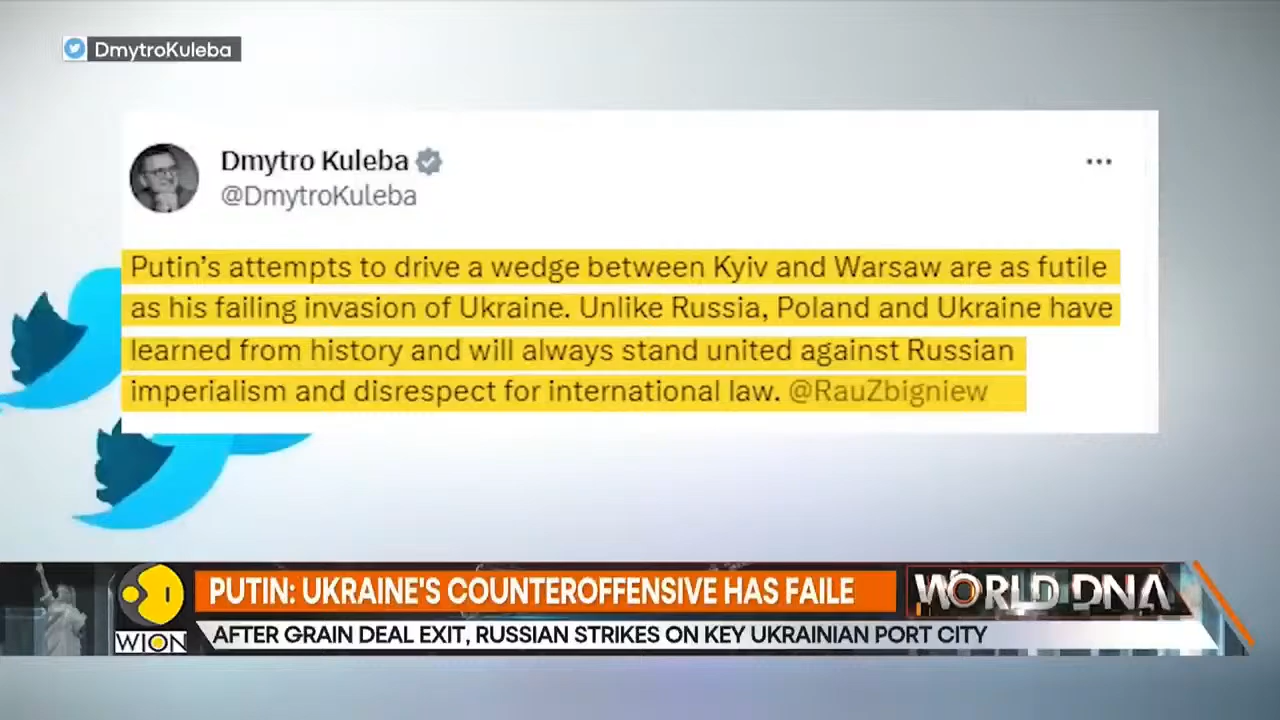 DmytroKuleba
Dmytro Kuleba
@DmytroKuleba
Putin's attempts to drive a wedge between Kyiv and Warsaw are as futile
as his failing invasion of Ukraine. Unlike Russia, Poland and Ukraine have
learned from history and will always stand united against Russian
imperialism and disrespect for international law. @RauZbigniew
PUTIN: UKRAINE'S COUNTEROFFENSIVE HAS FAILE
WORLD DNA
WION
AFTER GRAIN DEAL EXIT, RUSSIAN STRIKES ON KEY UKRAINIAN PORT CITY